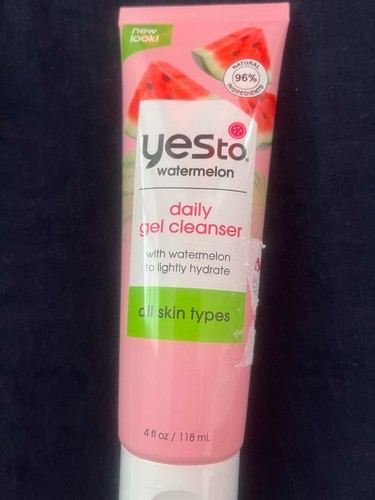 new
look!
NATURAL
96%
INGREDIENTS
yes to
watermelon
daily
gel cleanser
with watermelon
to lightly hydrate
all skin types
4 fl oz / 118 mL